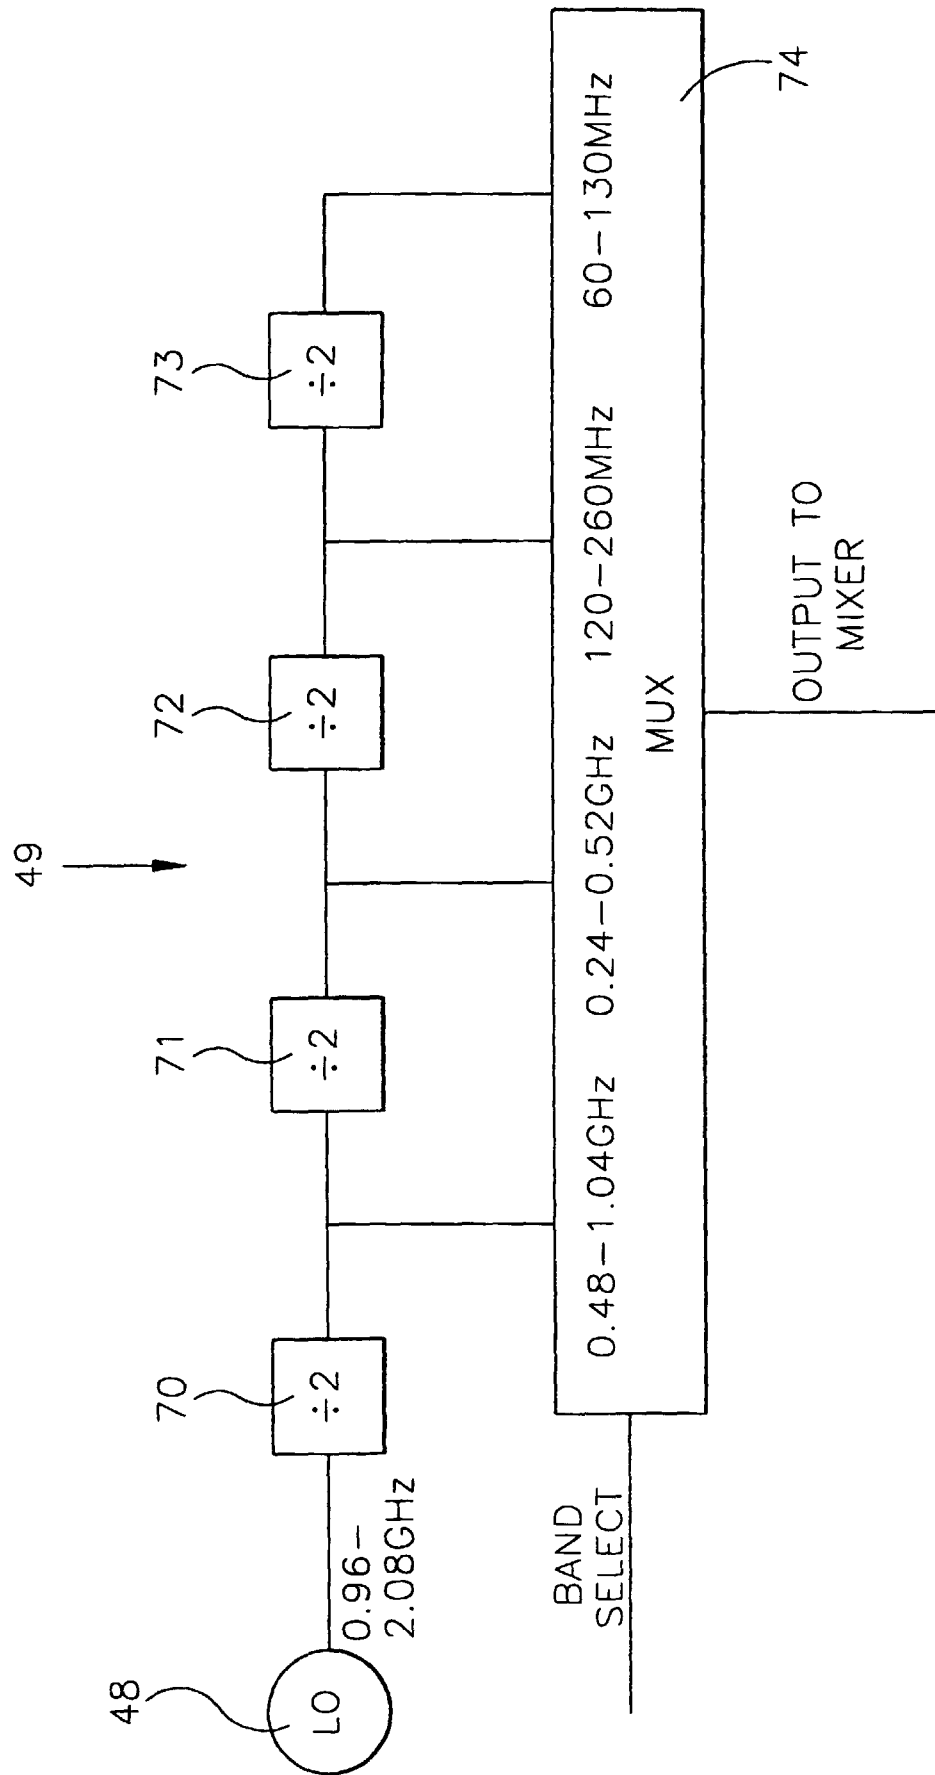 49
48
70
71
72
73
LO
÷2
÷2
÷2
÷2
0.96–
2.08GHz
BAND
SELECT
0.48–1.04GHz 0.24–0.52GHz 120–260MHz 60–130MHz
MUX
74
OUTPUT TO
MIXER